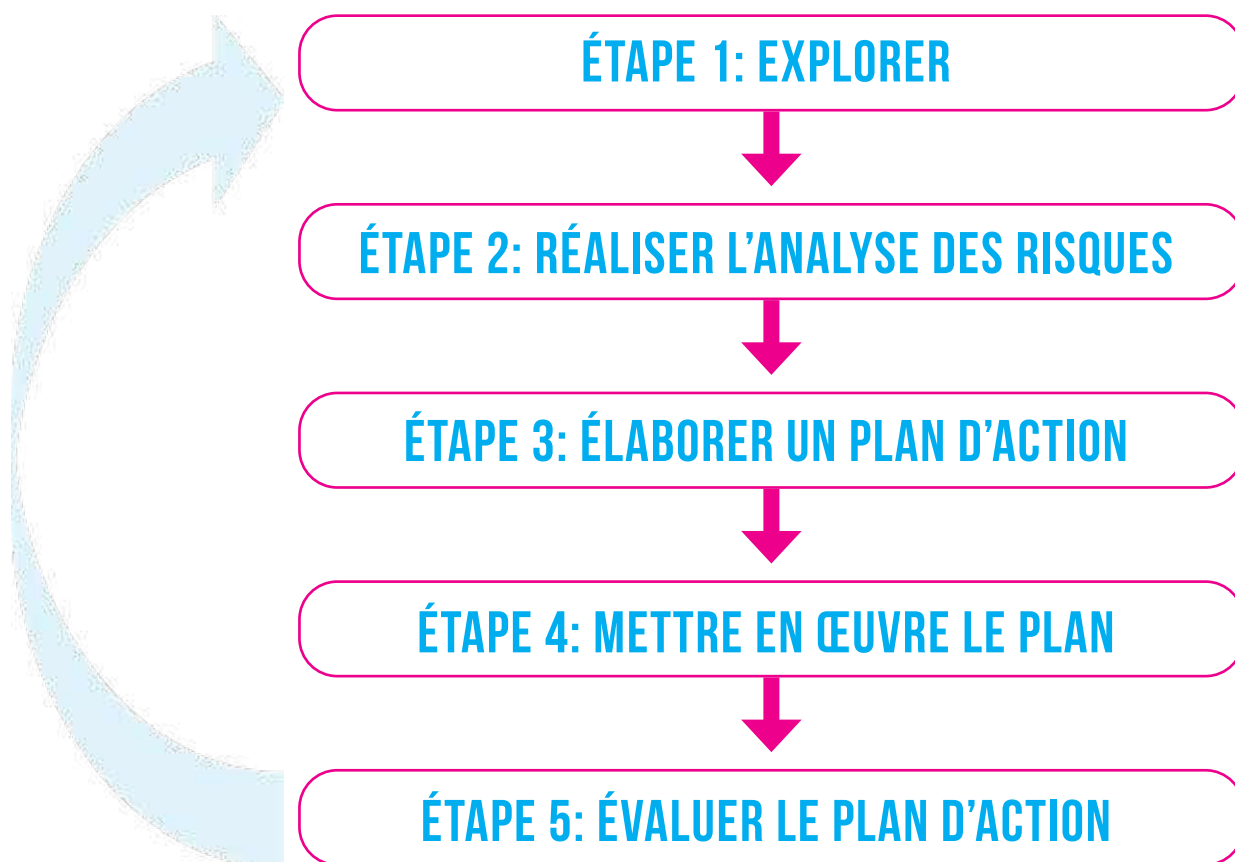 ÉTAPE 1: EXPLORER
ÉTAPE 2: RÉALISER L’ANALYSE DES RISQUES
ÉTAPE 3: ÉLABORER UN PLAN D’ACTION
ÉTAPE 4: METTRE EN ŒUVRE LE PLAN
ÉTAPE 5: ÉVALUER LE PLAN D’ACTION